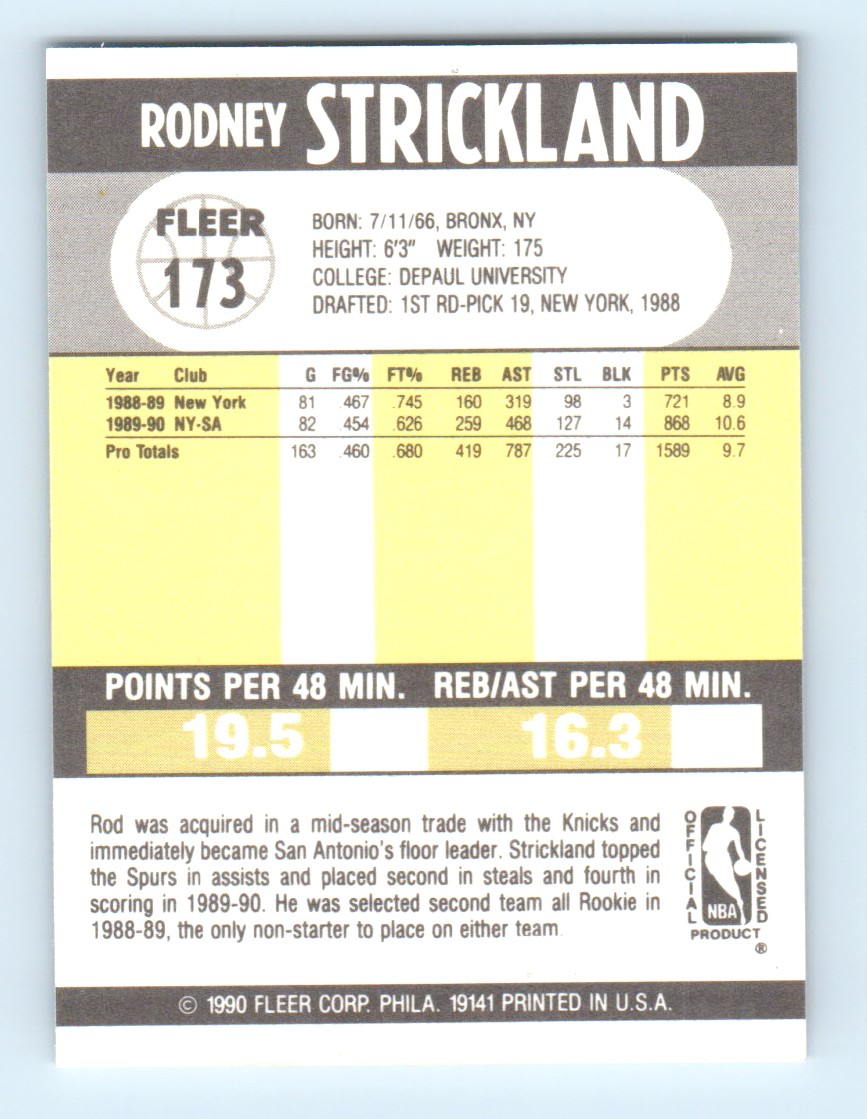 RODNEY STRICKLAND
FLEER
173
BORN: 7/11/66, BRONX, NY
HEIGHT: 6'3" WEIGHT: 175
COLLEGE: DEPAUL UNIVERSITY
DRAFTED: 1ST RD-PICK 19, NEW YORK, 1988
Year Club G FG% FT% REB AST STL BLK PTS AVG
1988-89 New York 81 .467 .745 160 319 98 3 721 8.9
1989-90 NY-SA 82 .454 .626 259 468 127 14 868 10.6
Pro Totals 163 .460 .680 419 787 225 17 1589 9.7
POINTS PER 48 MIN. REB/AST PER 48 MIN.
19.5 16.3
Rod was acquired in a mid-season trade with the Knicks and
immediately became San Antonio's floor leader. Strickland topped
the Spurs in assists and placed second in steals and fourth in
scoring in 1989-90. He was selected second team all Rookie in
1988-89, the only non-starter to place on either team.
OFFICIAL
NBA
LICENSED
PRODUCT
®
© 1990 FLEER CORP. PHILA. 19141 PRINTED IN U.S.A.